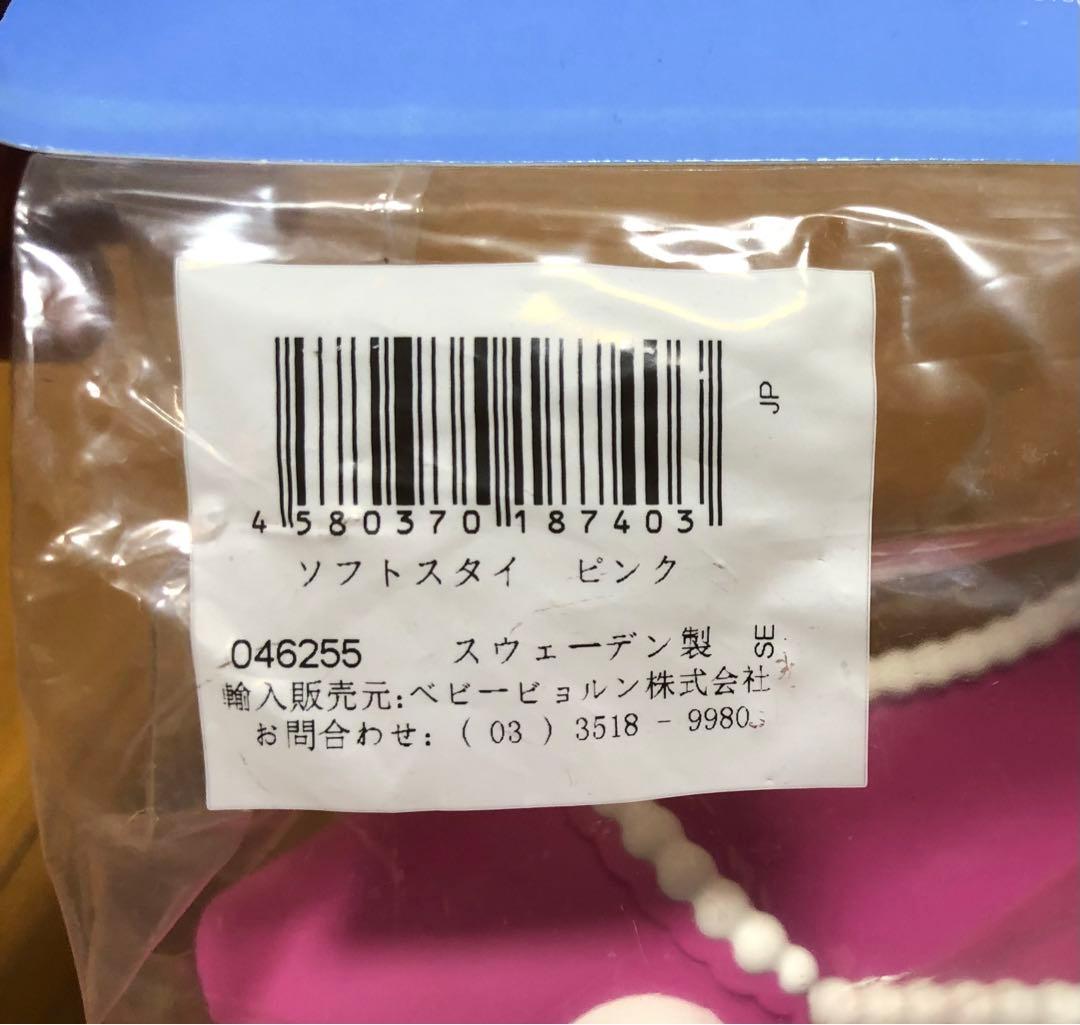 JP
4 580370 187403
ソフトスタイ ピンク
046255 スウェーデン製 SE
輸入販売元:ベビービョルン株式会社
お問合わせ:(03)3518-9980